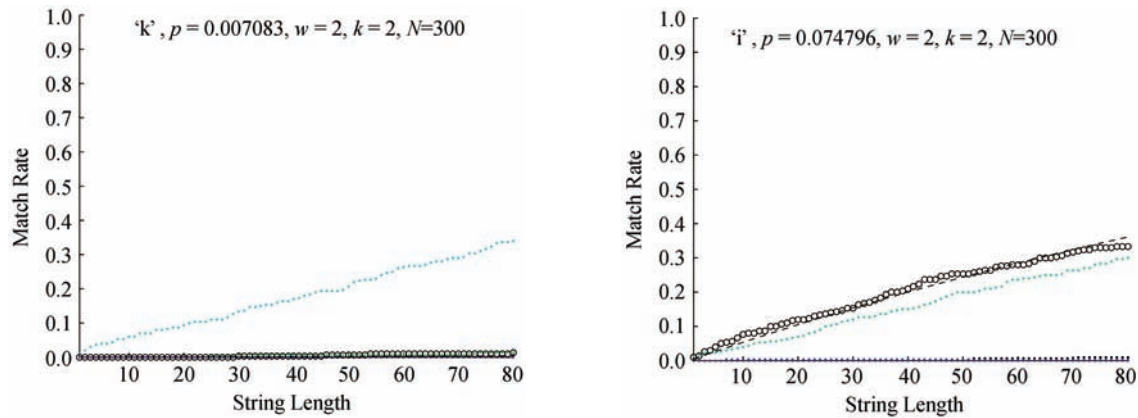 1.0
'k' , p = 0.007083, w = 2, k = 2, N=300
0.9
0.8
0.7
0.6
0.5
0.4
0.3
0.2
0.1
0.0
Match Rate
10 20 30 40 50 60 70 80
String Length
1.0
'i' , p = 0.074796, w = 2, k = 2, N=300
0.9
0.8
0.7
0.6
0.5
0.4
0.3
0.2
0.1
0.0
Match Rate
10 20 30 40 50 60 70 80
String Length